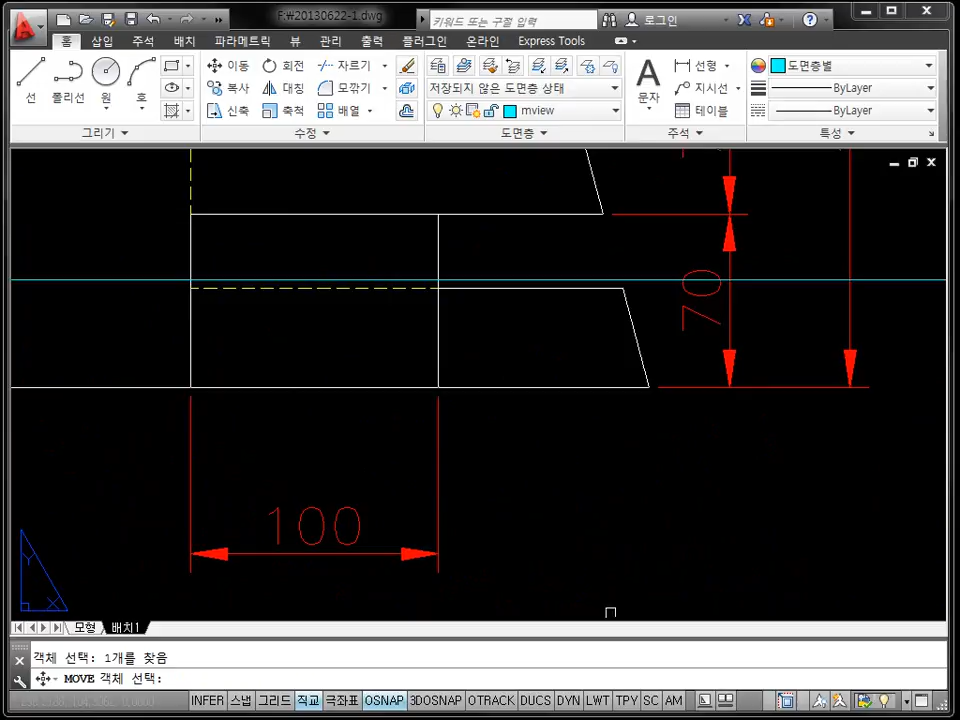 F:\20130622-1.dwg
키워드 또는 구절 입력
로그인
홈 삽입 주석 배치 파라메트릭 뷰 관리 출력 플러그인 온라인 Express Tools
선 폴리선 원 호
이동 회전 자르기
복사 대칭 모깎기
신축 축척 배열
저장되지 않은 도면층 상태
mview
문자
선형
지시선
테이블
도면층별
ByLayer
ByLayer
그리기 수정 도면층 주석 특성
70
100
Y
X
모형 배치1
객체 선택: 1개를 찾음
MOVE 객체 선택:
INFER 스냅 그리드 직교 극좌표 OSNAP 3DOSNAP OTRACK DUCS DYN LWT TPY SC AM